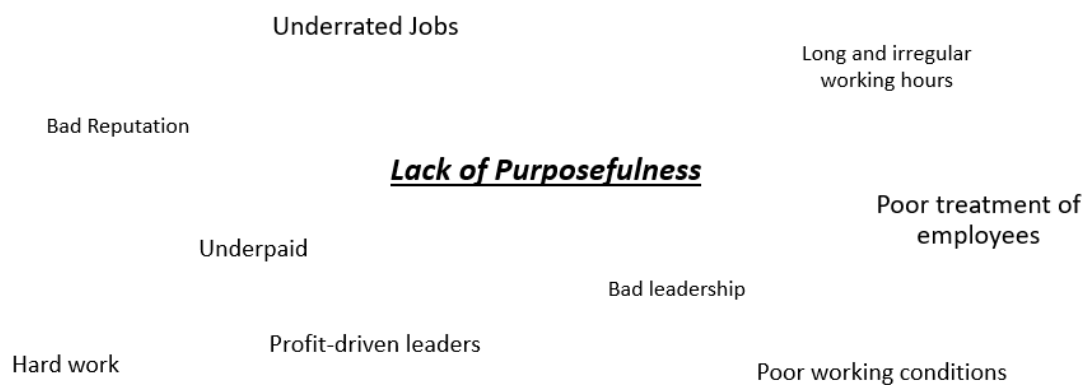 Underrated Jobs
Long and irregular
working hours
Bad Reputation
Lack of Purposefulness
Poor treatment of
employees
Underpaid
Bad leadership
Profit-driven leaders
Hard work
Poor working conditions